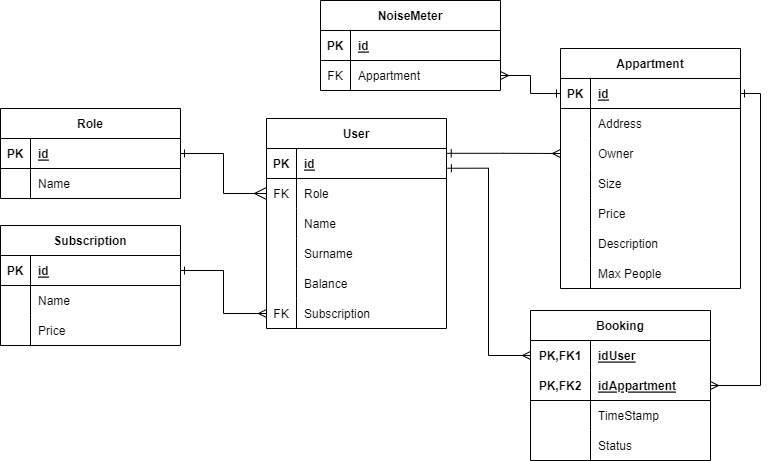 NoiseMeter
PK id
FK Appartment
Appartment
PK id
Address
Owner
Size
Price
Description
Max People
Role
PK id
Name
User
PK id
FK Role
Name
Surname
Balance
FK Subscription
Subscription
PK id
Name
Price
Booking
PK,FK1 idUser
PK,FK2 idAppartment
TimeStamp
Status